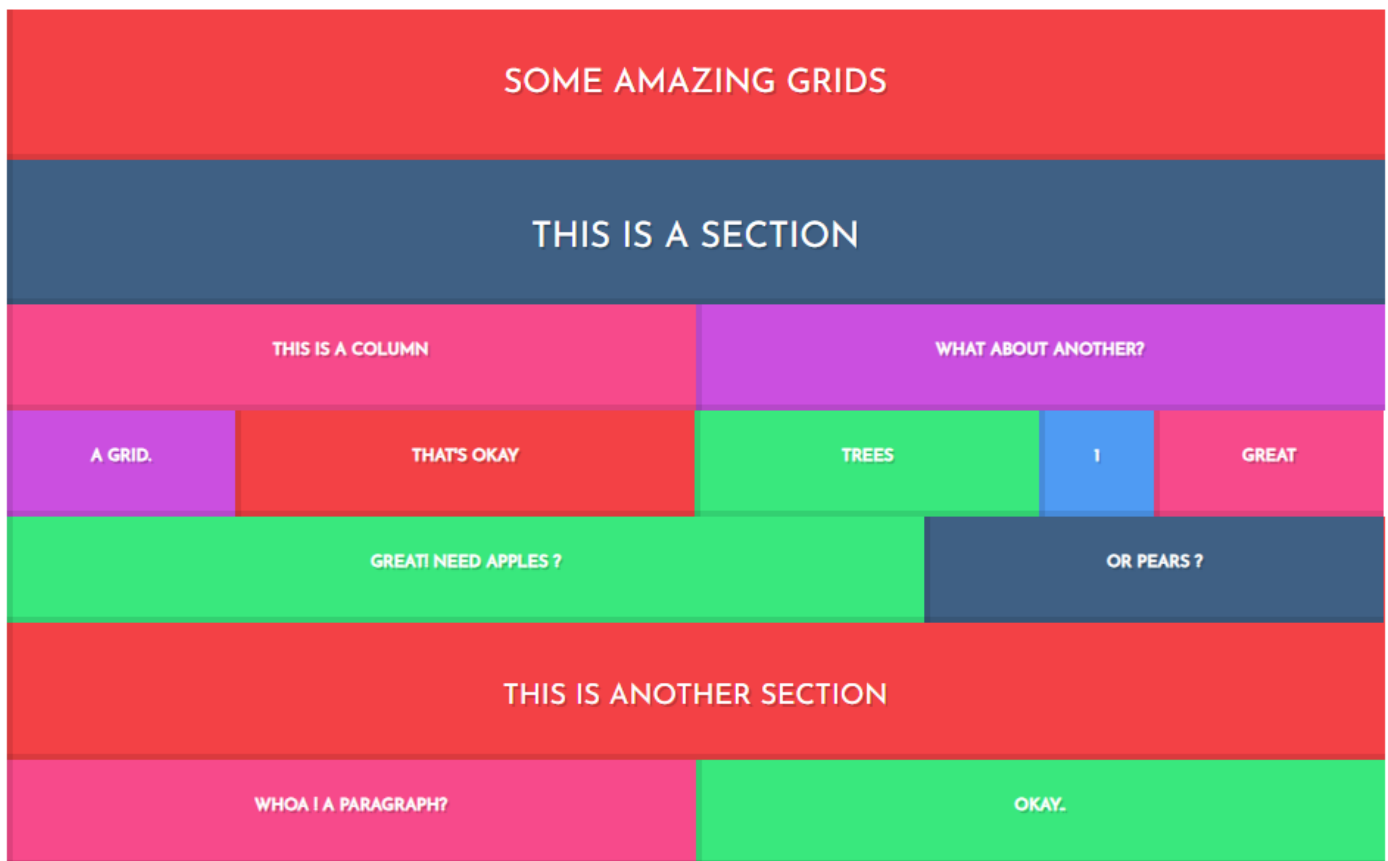 SOME AMAZING GRIDS
THIS IS A SECTION
THIS IS A COLUMN
WHAT ABOUT ANOTHER?
A GRID.
THAT'S OKAY
TREES
1
GREAT
GREAT! NEED APPLES ?
OR PEARS ?
THIS IS ANOTHER SECTION
WHOA ! A PARAGRAPH?
OKAY..